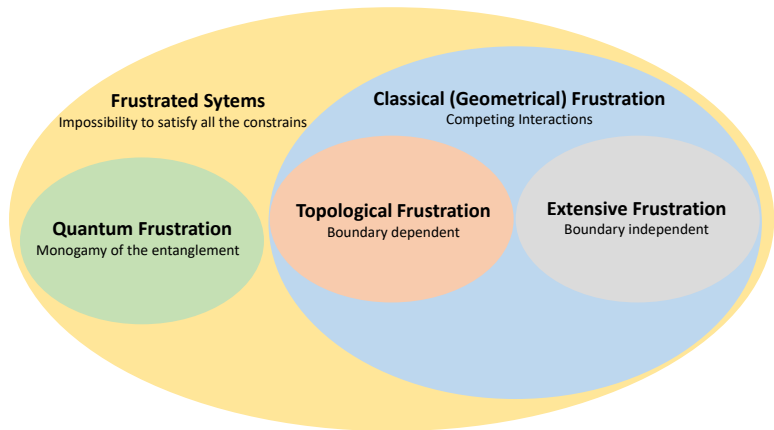 Frustrated Sytems
Impossibility to satisfy all the constrains
Classical (Geometrical) Frustration
Competing Interactions
Quantum Frustration
Monogamy of the entanglement
Topological Frustration
Boundary dependent
Extensive Frustration
Boundary independent